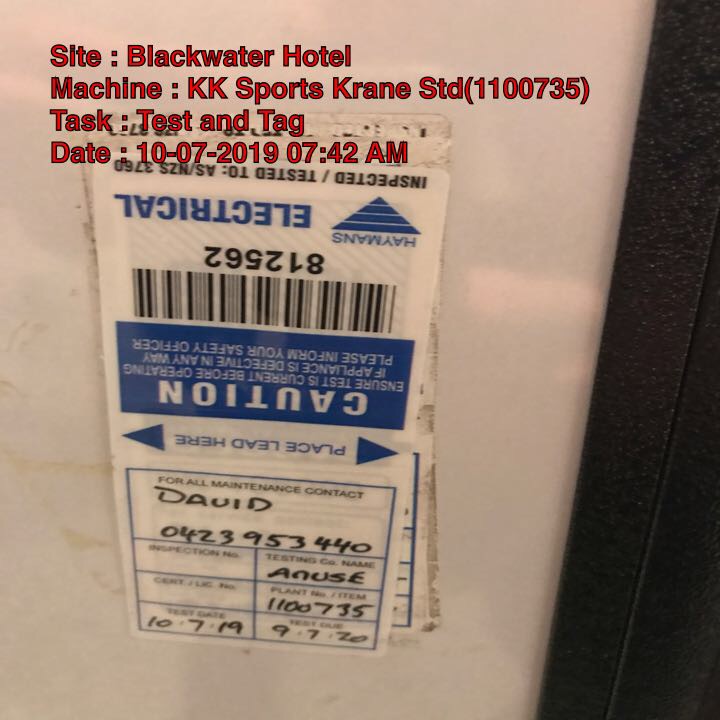 Site : Blackwater Hotel
Machine : KK Sports Krane Std(1100735)
Task : Test and Tag
Date : 10-07-2019 07:42 AM
INSPECTED / TESTED TO: AS/NZS 3760
HAYMANS ELECTRICAL
812562
CAUTION
ENSURE TEST IS CURRENT BEFORE OPERATING
IF APPLIANCE IS DEFECTIVE IN ANY WAY
PLEASE INFORM YOUR SAFETY OFFICER
PLACE LEAD HERE
FOR ALL MAINTENANCE CONTACT
DAVID
0423 953 440
INSPECTION No. TESTING Co. NAME
AMUSE
CERT. / LIC. No. PLANT No. / ITEM
1100735
TEST DATE TEST DUE
10.7.19 9.7.20